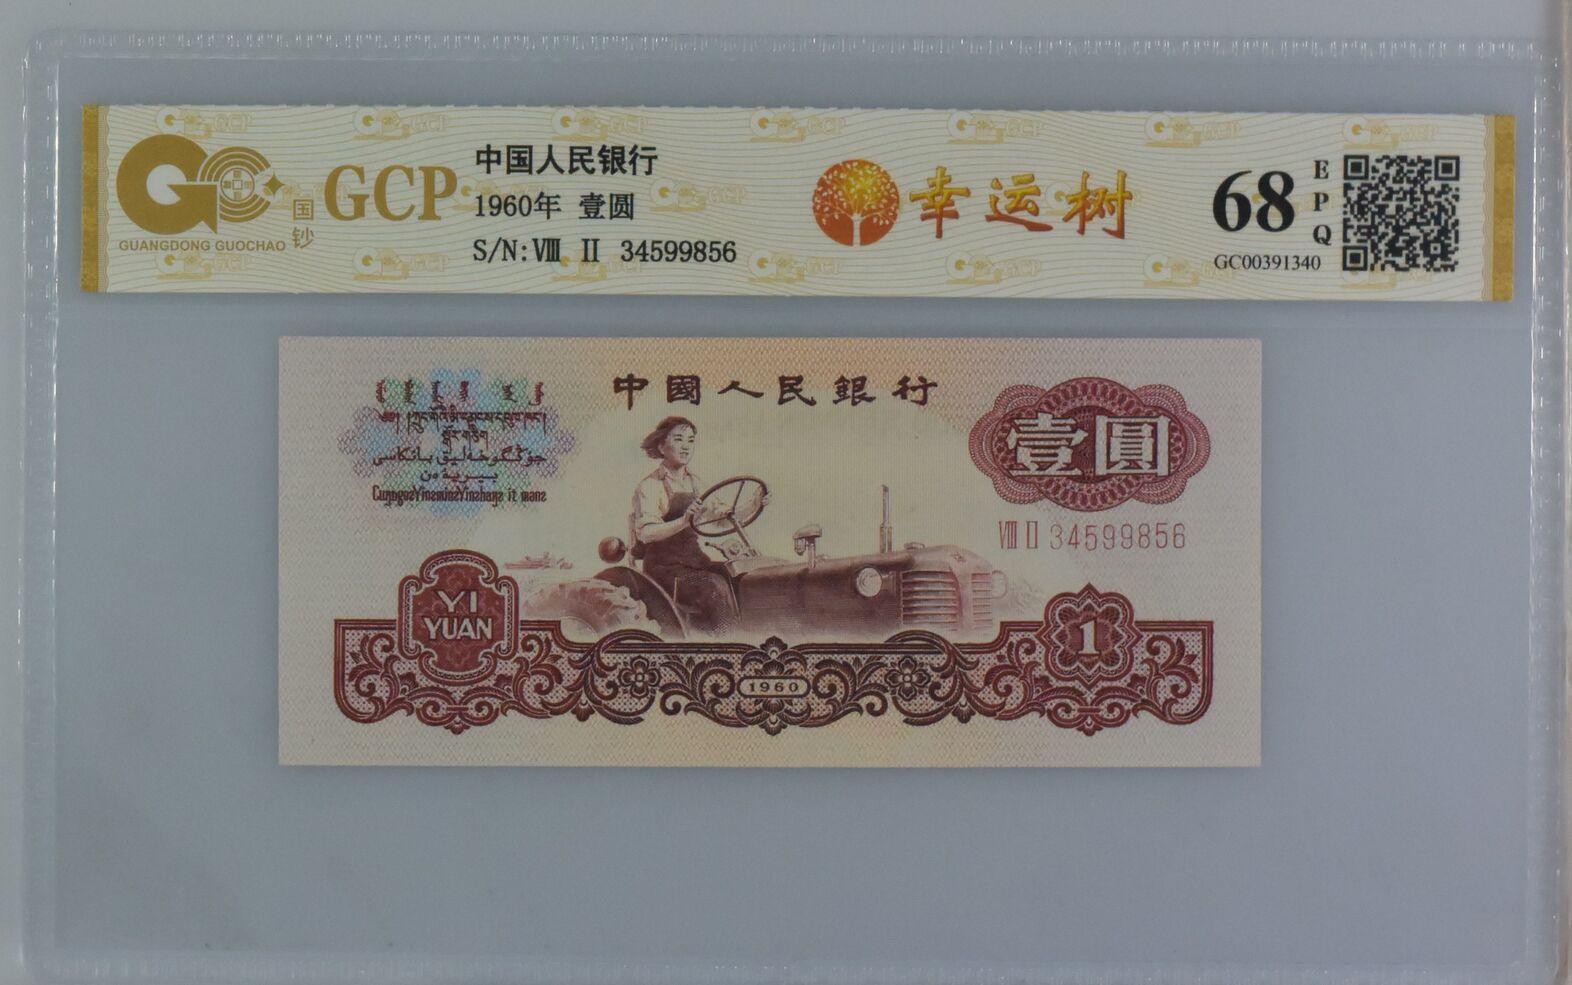 GUANGDONG GUOCHAO
国钞
GCP
中国人民银行
1960年 壹圆
S/N: Ⅷ Ⅱ 34599856
幸运树
68
EPQ
GC00391340
中國人民銀行
壹圓
Ⅷ Ⅱ 34599856
YI
YUAN
1
1960